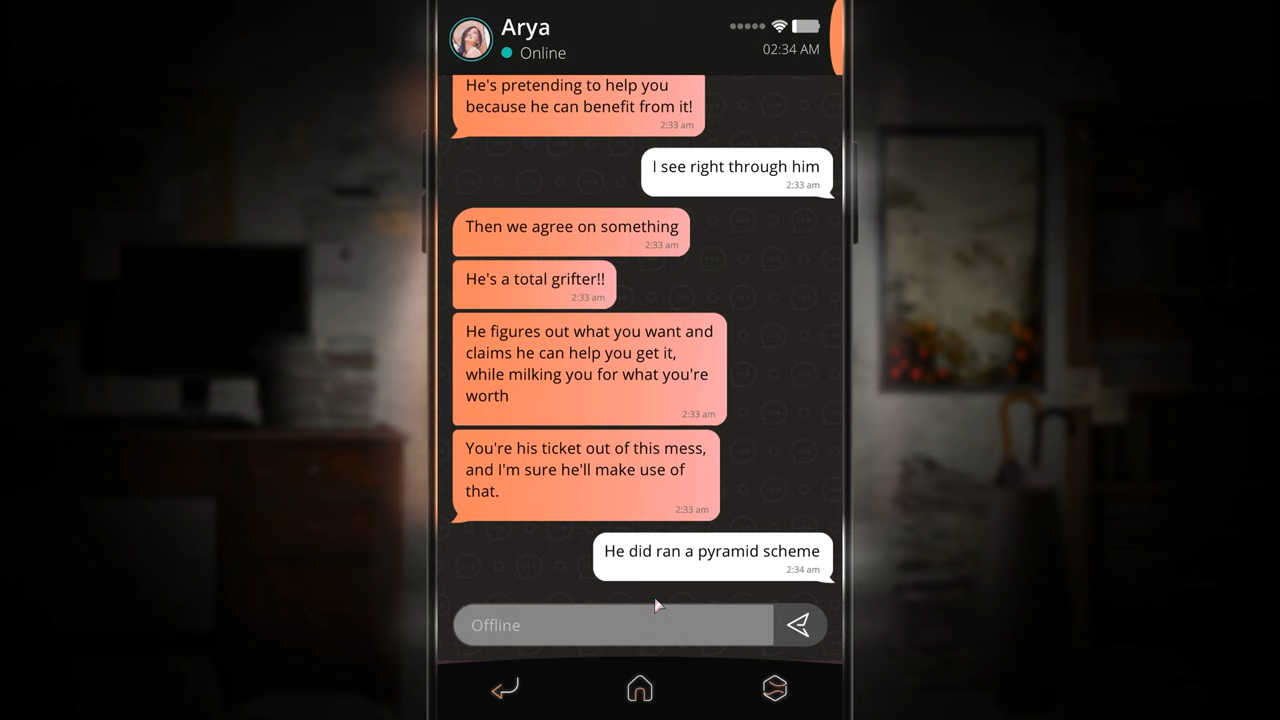 Arya
Online
02:34 AM
He's pretending to help you
because he can benefit from it!
2:33 am
I see right through him
2:33 am
Then we agree on something
2:33 am
He's a total grifter!!
2:33 am
He figures out what you want and
claims he can help you get it,
while milking you for what you're
worth
2:33 am
You're his ticket out of this mess,
and I'm sure he'll make use of
that.
2:33 am
He did ran a pyramid scheme
2:34 am
Offline